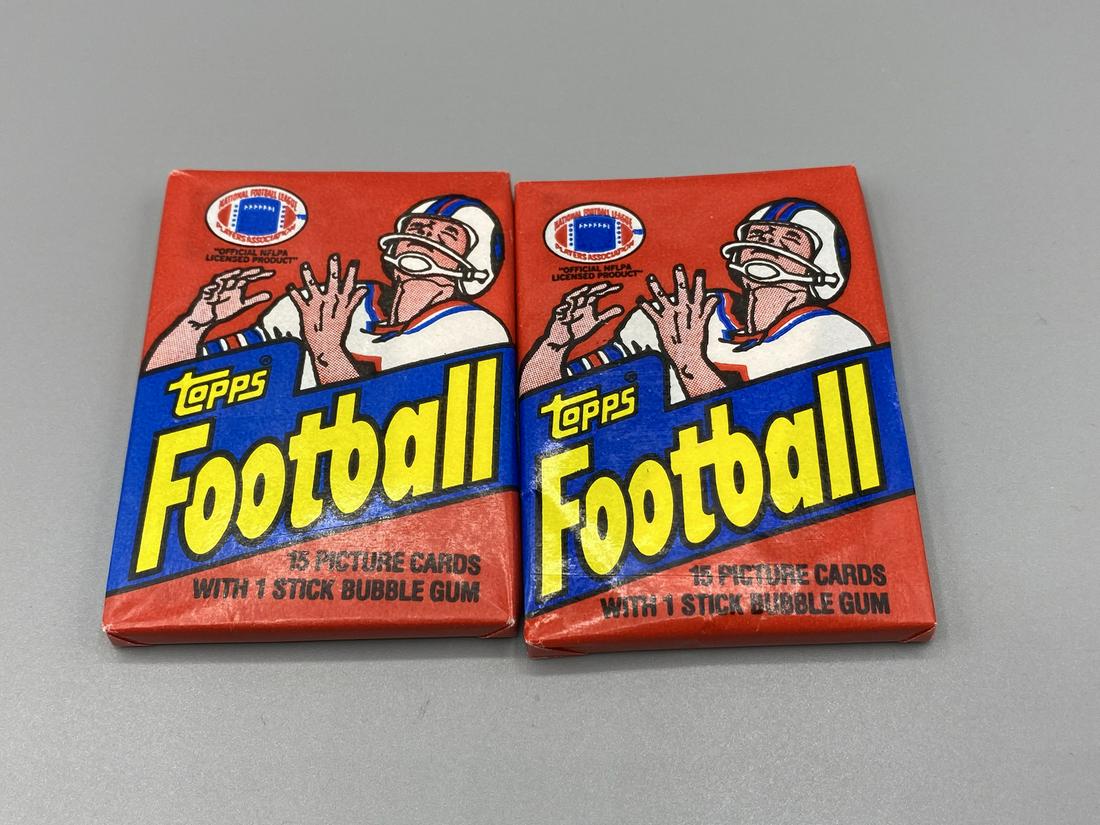 NATIONAL FOOTBALL LEAGUE
PLAYERS ASSOCIATION
"OFFICIAL NFLPA
LICENSED PRODUCT"
topps®
Football
15 PICTURE CARDS
WITH 1 STICK BUBBLE GUM
NATIONAL FOOTBALL LEAGUE
PLAYERS ASSOCIATION
"OFFICIAL NFLPA
LICENSED PRODUCT"
topps®
Football
15 PICTURE CARDS
WITH 1 STICK BUBBLE GUM